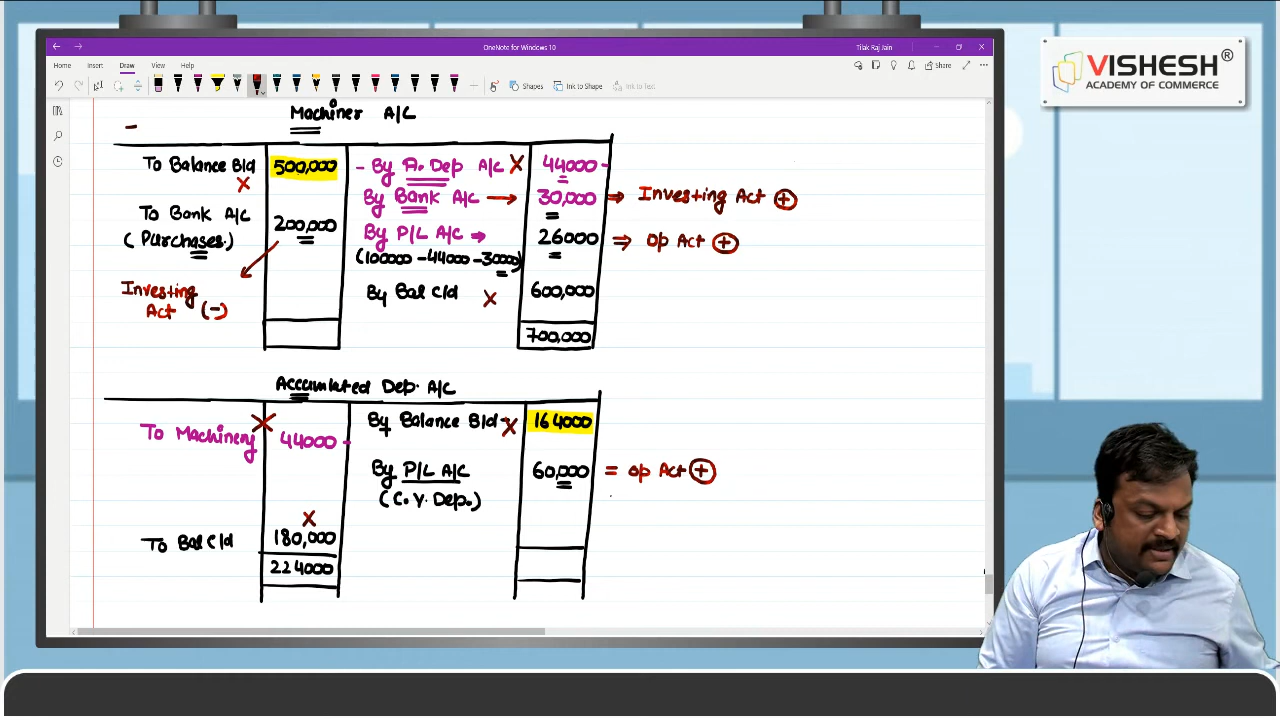 OneNote for Windows 10
Tilak Raj Jain
Home Insert Draw View Help
Share
Shapes Ink to Shape Ink to Text
VISHESH®
ACADEMY OF COMMERCE
Machiner A/C
To Balance B/d 500,000 - By A. Dep A/C X 44000 -
X
By Bank A/C → 30,000 ⇒ Investing Act +
To Bank A/C 200,000
(Purchases.)
By P/L A/C → 26000 ⇒ op Act +
(100000 - 44000 - 30000)
Investing
Act (-)
By Bal C/d X 600,000
700,000
Accumulated Dep. A/C
To Machinery X 44000 - By Balance B/d X 164000
By P/L A/C 60,000 = op Act +
(C. Y. Dep.)
X
To Bal C/d 180,000
224000